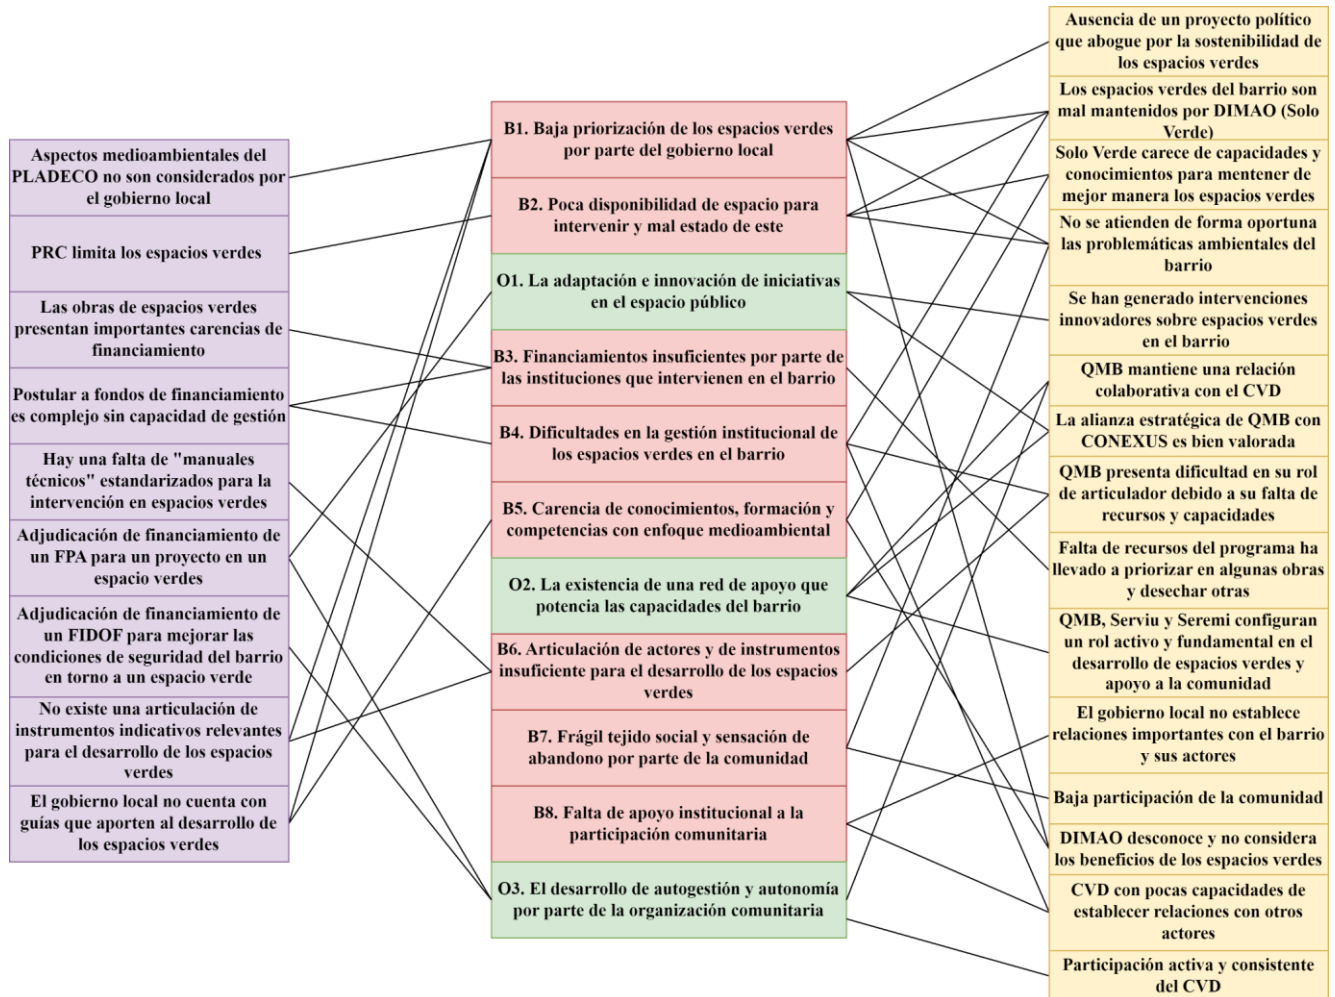 Aspectos medioambientales del
PLADECO no son considerados por
el gobierno local
PRC limita los espacios verdes
Las obras de espacios verdes
presentan importantes carencias de
financiamiento
Postular a fondos de financiamiento
es complejo sin capacidad de gestión
Hay una falta de "manuales
técnicos" estandarizados para la
intervención en espacios verdes
Adjudicación de financiamiento de
un FPA para un proyecto en un
espacio verdes
Adjudicación de financiamiento de
un FIDOF para mejorar las
condiciones de seguridad del barrio
en torno a un espacio verde
No existe una articulación de
instrumentos indicativos relevantes
para el desarrollo de los espacios
verdes
El gobierno local no cuenta con
guías que aporten al desarrollo de
los espacios verdes
B1. Baja priorización de los espacios verdes
por parte del gobierno local
B2. Poca disponibilidad de espacio para
intervenir y mal estado de este
O1. La adaptación e innovación de iniciativas
en el espacio público
B3. Financiamientos insuficientes por parte de
las instituciones que intervienen en el barrio
B4. Dificultades en la gestión institucional de
los espacios verdes en el barrio
B5. Carencia de conocimientos, formación y
competencias con enfoque medioambiental
O2. La existencia de una red de apoyo que
potencia las capacidades del barrio
B6. Articulación de actores y de instrumentos
insuficiente para el desarrollo de los espacios
verdes
B7. Frágil tejido social y sensación de
abandono por parte de la comunidad
B8. Falta de apoyo institucional a la
participación comunitaria
O3. El desarrollo de autogestión y autonomía
por parte de la organización comunitaria
Ausencia de un proyecto político
que abogue por la sostenibilidad de
los espacios verdes
Los espacios verdes del barrio son
mal mantenidos por DIMAO (Solo
Verde)
Solo Verde carece de capacidades y
conocimientos para mentener de
mejor manera los espacios verdes
No se atienden de forma oportuna
las problemáticas ambientales del
barrio
Se han generado intervenciones
innovadores sobre espacios verdes
en el barrio
QMB mantiene una relación
colaborativa con el CVD
La alianza estratégica de QMB con
CONEXUS es bien valorada
QMB presenta dificultad en su rol
de articulador debido a su falta de
recursos y capacidades
Falta de recursos del programa ha
llevado a priorizar en algunas obras
y desechar otras
QMB, Serviu y Seremi configuran
un rol activo y fundamental en el
desarrollo de espacios verdes y
apoyo a la comunidad
El gobierno local no establece
relaciones importantes con el barrio
y sus actores
Baja participación de la comunidad
DIMAO desconoce y no considera
los beneficios de los espacios verdes
CVD con pocas capacidades de
establecer relaciones con otros
actores
Participación activa y consistente
del CVD